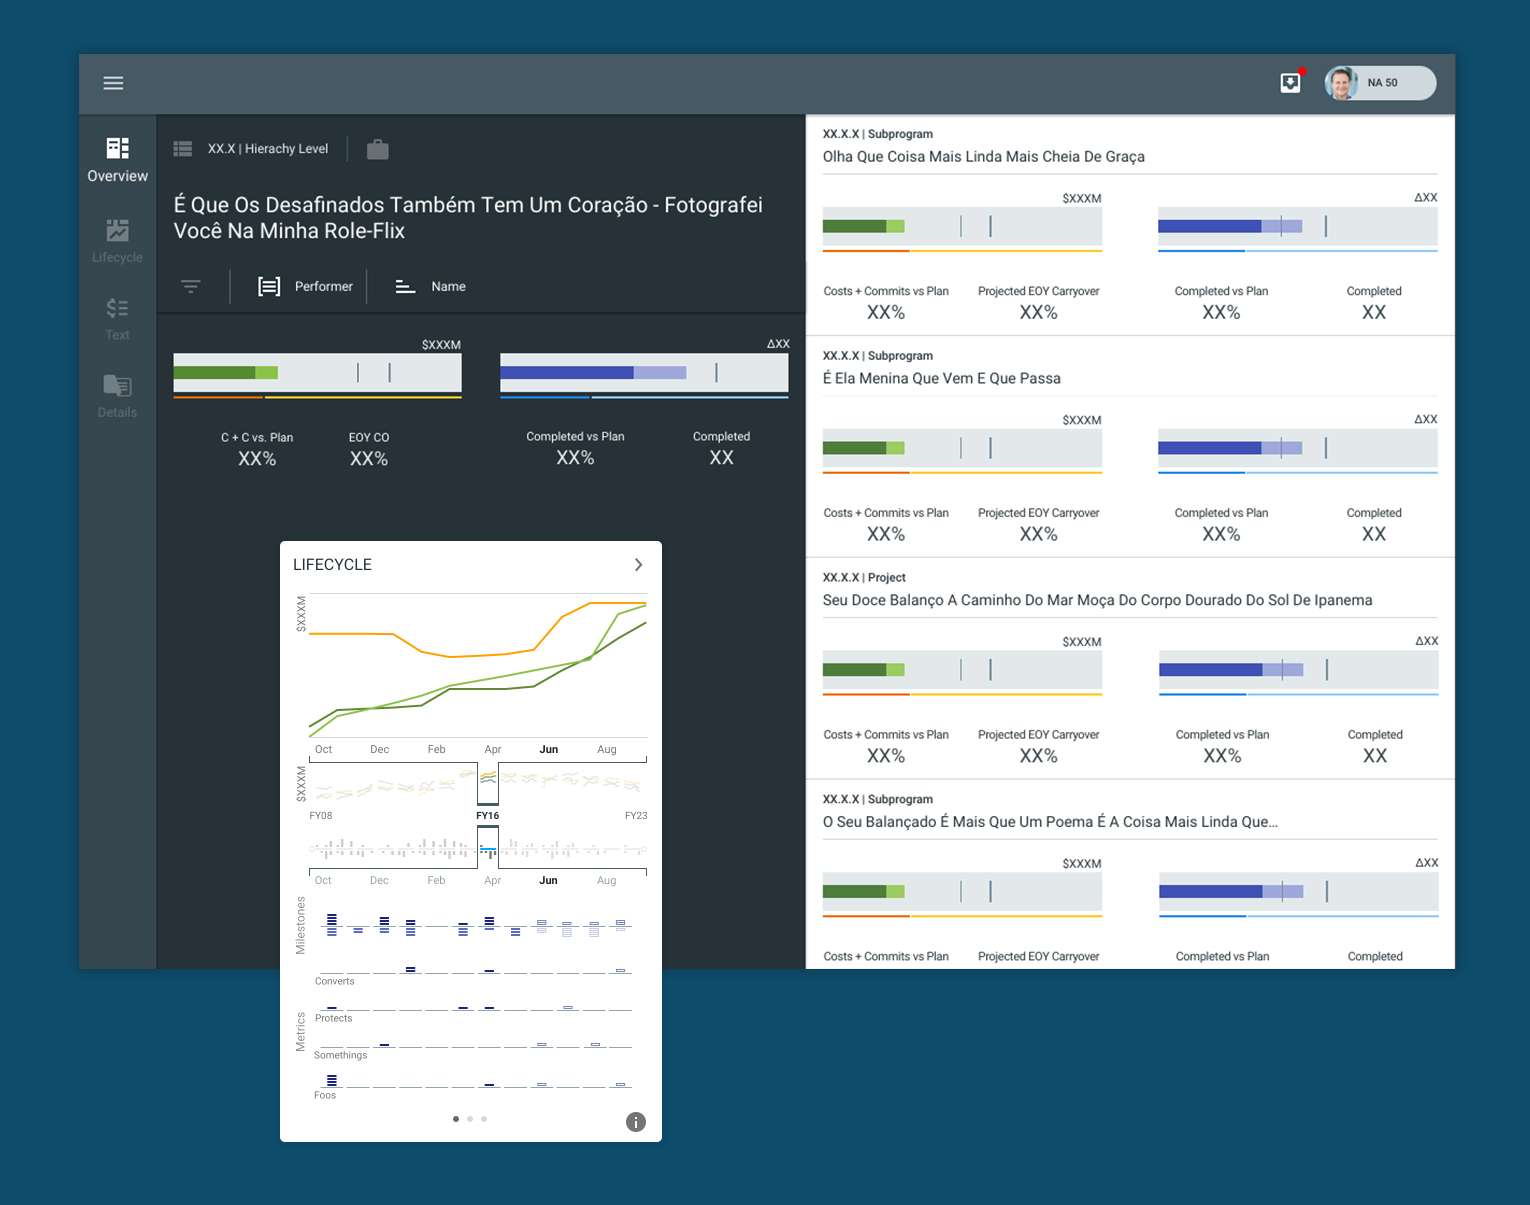 NA 50
Overview
Lifecycle
Text
Details
XX.X | Hierachy Level
É Que Os Desafinados Também Tem Um Coração - Fotografei
Você Na Minha Role-Flix
Performer
Name
$XXXM
ΔXX
C + C vs. Plan
EOY CO
Completed vs Plan
Completed
XX%
XX%
XX%
XX
LIFECYCLE
$XXXM
Oct Dec Feb Apr Jun Aug
$XXXM
FY08 FY16 FY23
Oct Dec Feb Apr Jun Aug
Milestones
Converts
Protects
Metrics
Somethings
Foos
XX.X.X | Subprogram
Olha Que Coisa Mais Linda Mais Cheia De Graça
$XXXM
ΔXX
Costs + Commits vs Plan
Projected EOY Carryover
Completed vs Plan
Completed
XX%
XX%
XX%
XX
XX.X.X | Subprogram
É Ela Menina Que Vem E Que Passa
$XXXM
ΔXX
Costs + Commits vs Plan
Projected EOY Carryover
Completed vs Plan
Completed
XX%
XX%
XX%
XX
XX.X.X | Project
Seu Doce Balanço A Caminho Do Mar Moça Do Corpo Dourado Do Sol De Ipanema
$XXXM
ΔXX
Costs + Commits vs Plan
Projected EOY Carryover
Completed vs Plan
Completed
XX%
XX%
XX%
XX
XX.X.X | Subprogram
O Seu Balançado É Mais Que Um Poema É A Coisa Mais Linda Que...
$XXXM
ΔXX
Costs + Commits vs Plan
Projected EOY Carryover
Completed vs Plan
Completed